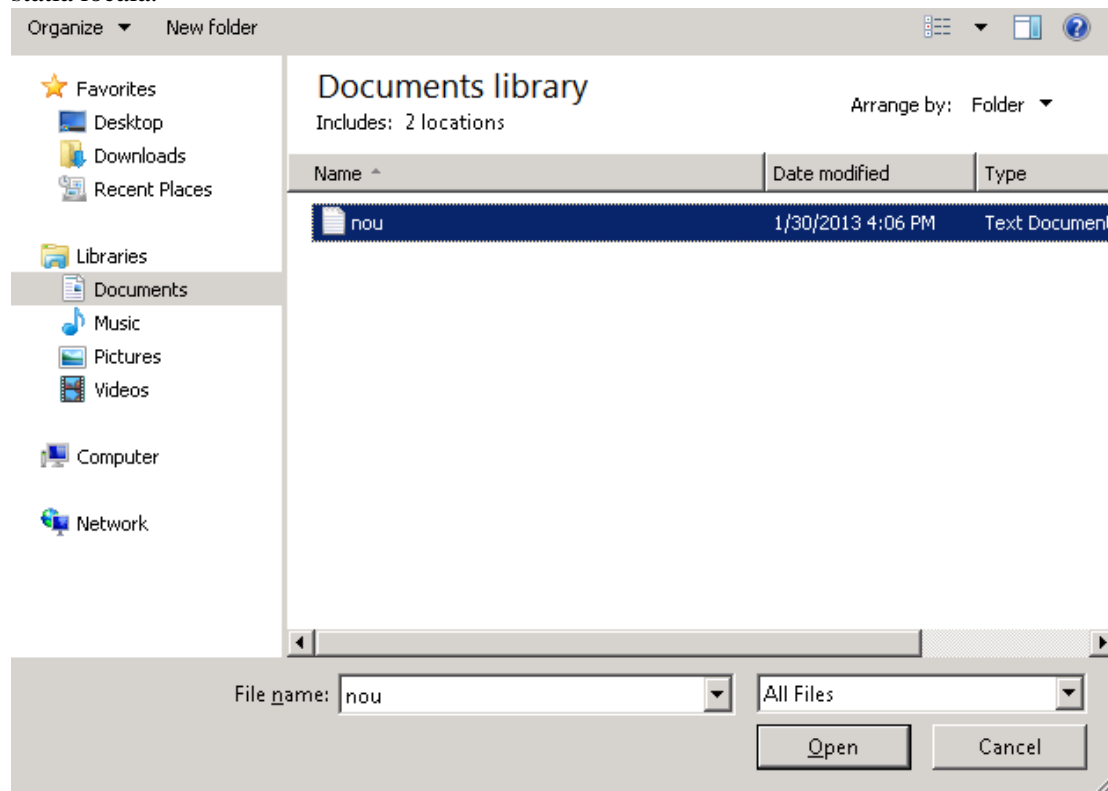 Organize New folder
Favorites
Desktop
Downloads
Recent Places
Libraries
Documents
Music
Pictures
Videos
Computer
Network
Documents library
Includes: 2 locations
Arrange by: Folder
Name Date modified Type
nou 1/30/2013 4:06 PM Text Documen
File name: nou All Files
Open Cancel